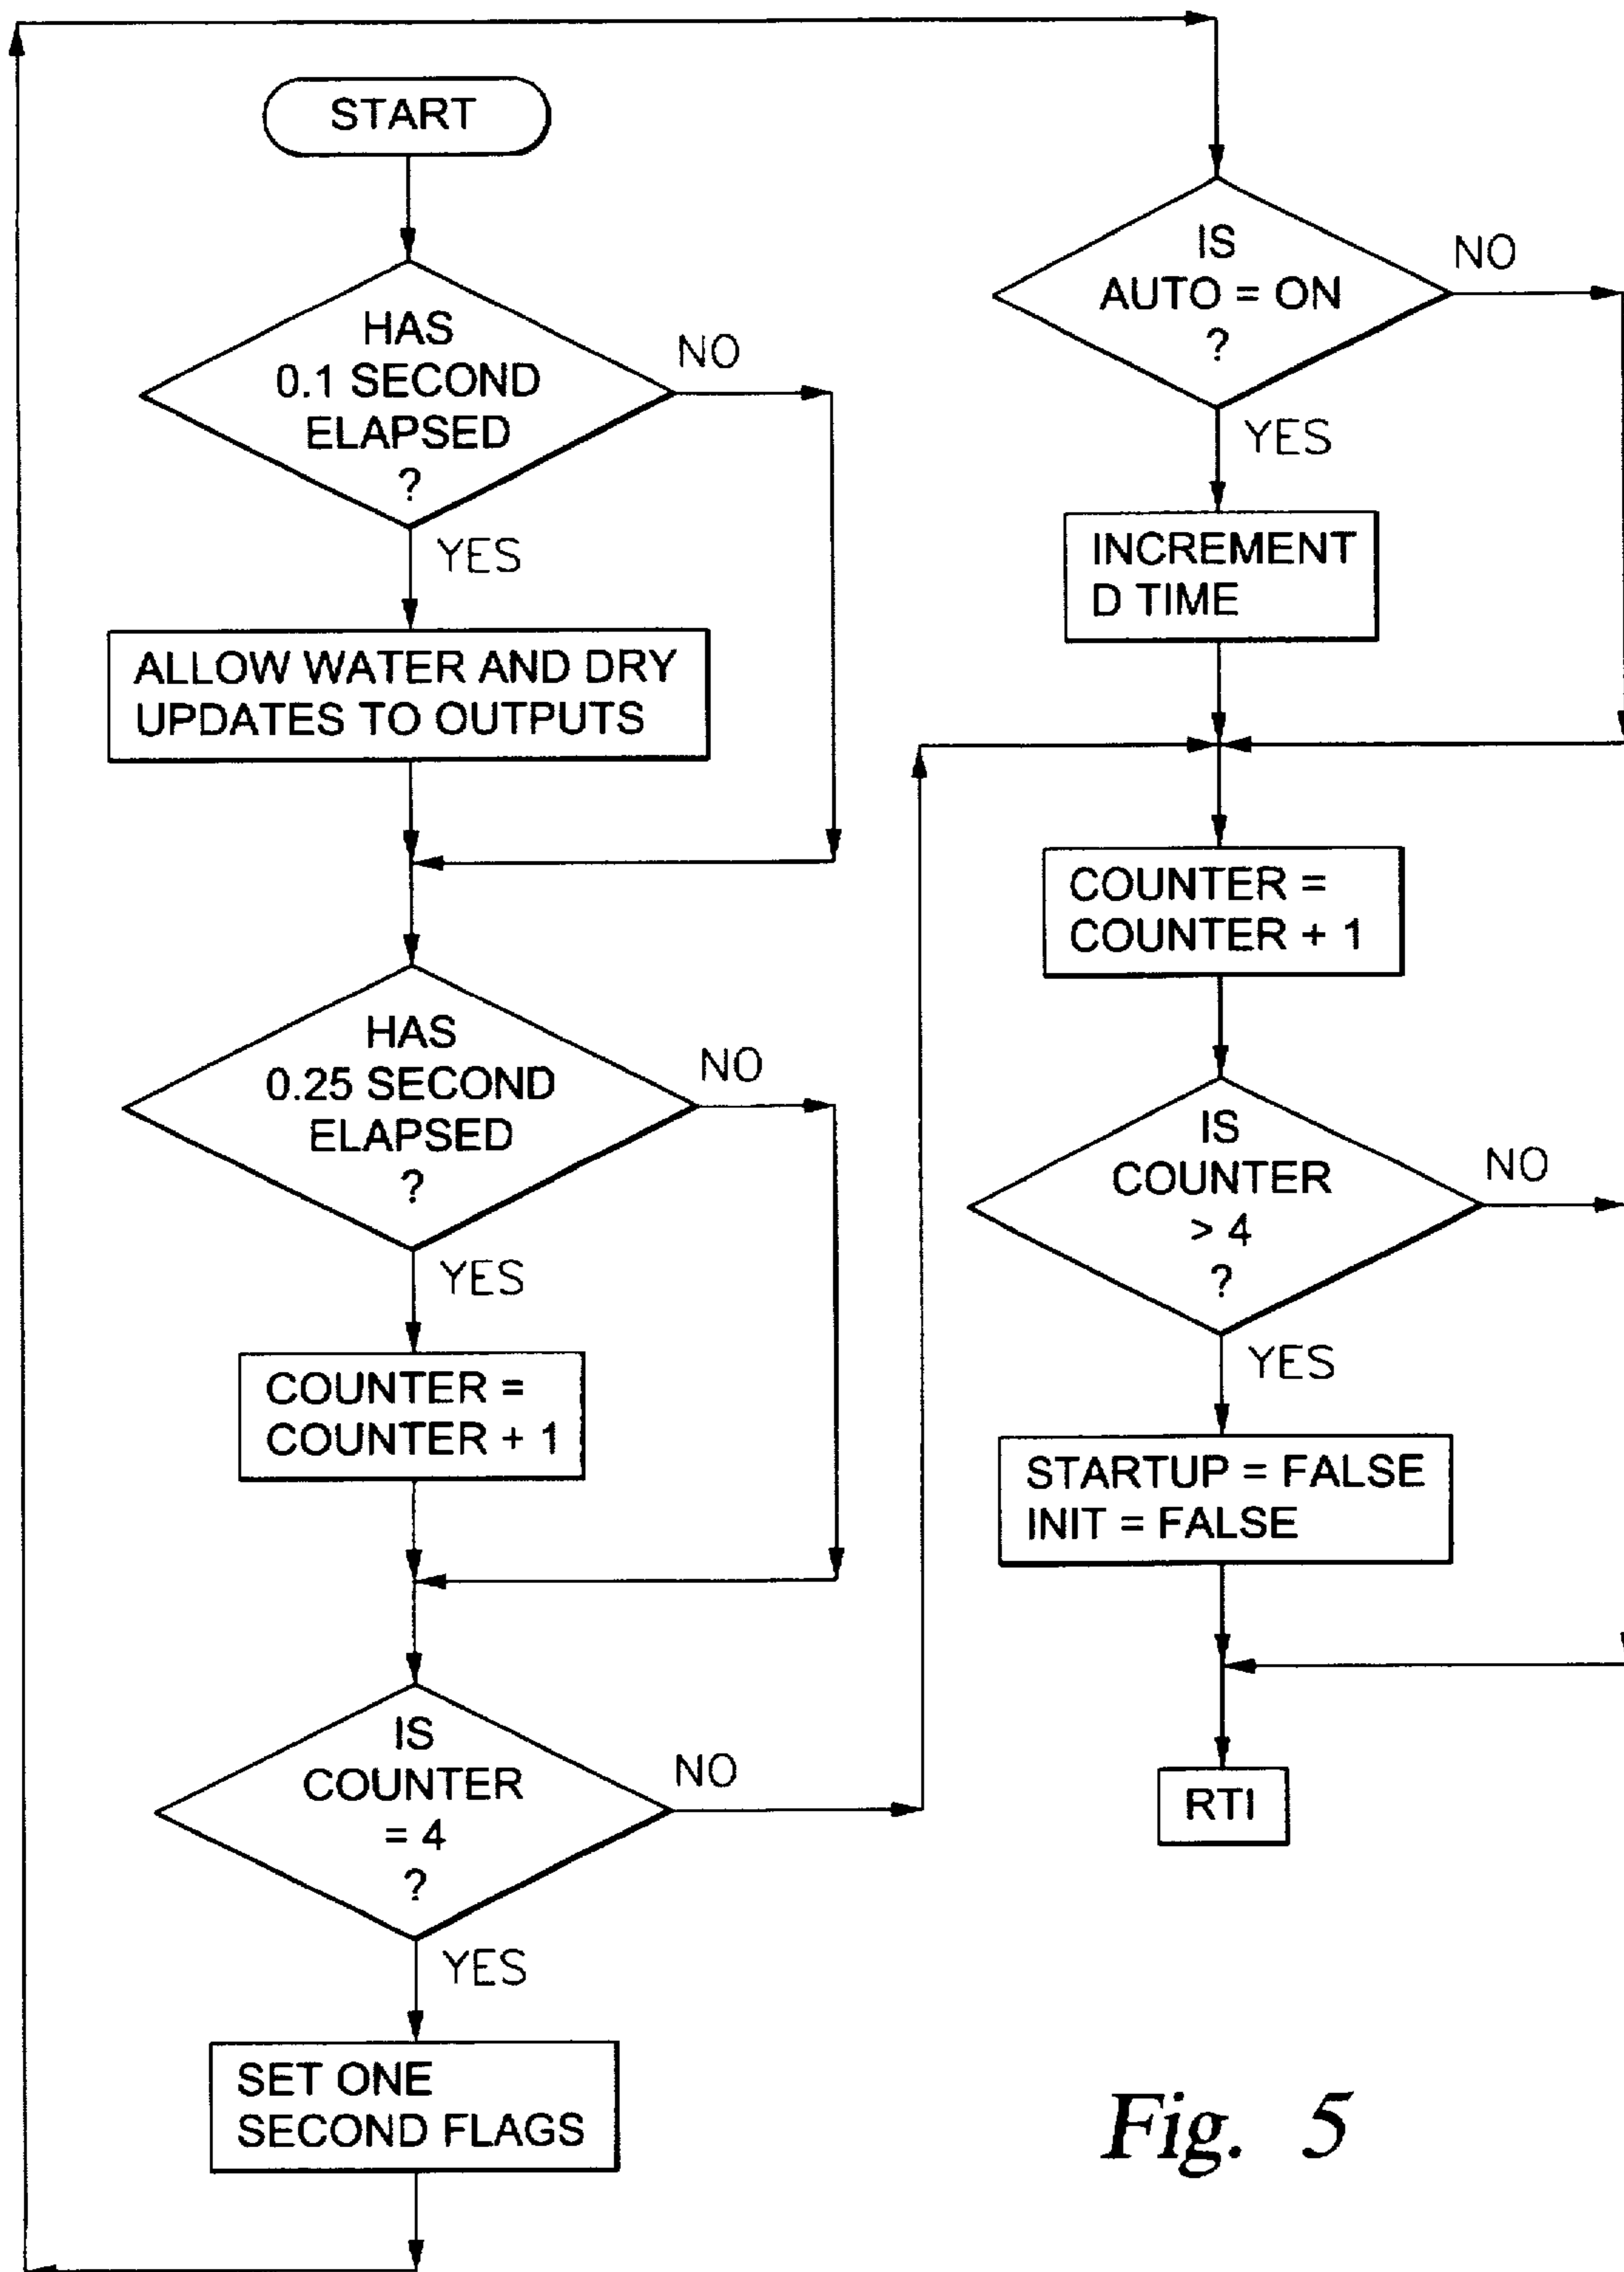 START
HAS
0.1 SECOND
ELAPSED
?
NO
YES
ALLOW WATER AND DRY
UPDATES TO OUTPUTS
HAS
0.25 SECOND
ELAPSED
?
NO
YES
COUNTER =
COUNTER + 1
IS
COUNTER
= 4
?
NO
YES
SET ONE
SECOND FLAGS
IS
AUTO = ON
?
NO
YES
INCREMENT
D TIME
COUNTER =
COUNTER + 1
IS
COUNTER
> 4
?
NO
YES
STARTUP = FALSE
INIT = FALSE
RTI
Fig. 5